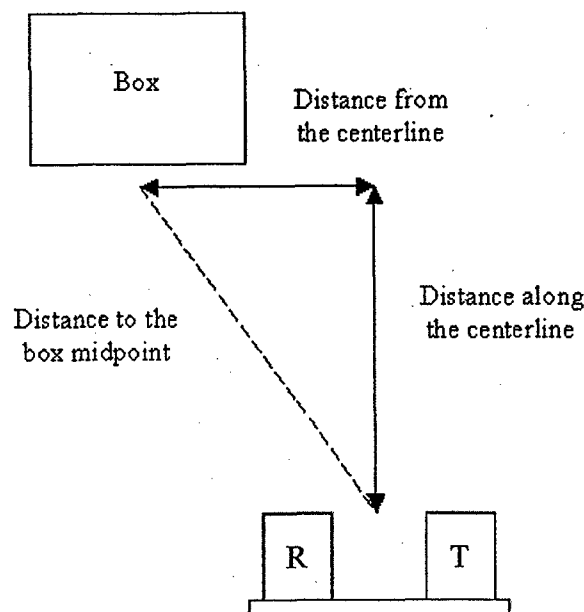 Box
Distance from
the centerline
Distance to the
box midpoint
Distance along
the centerline
R
T